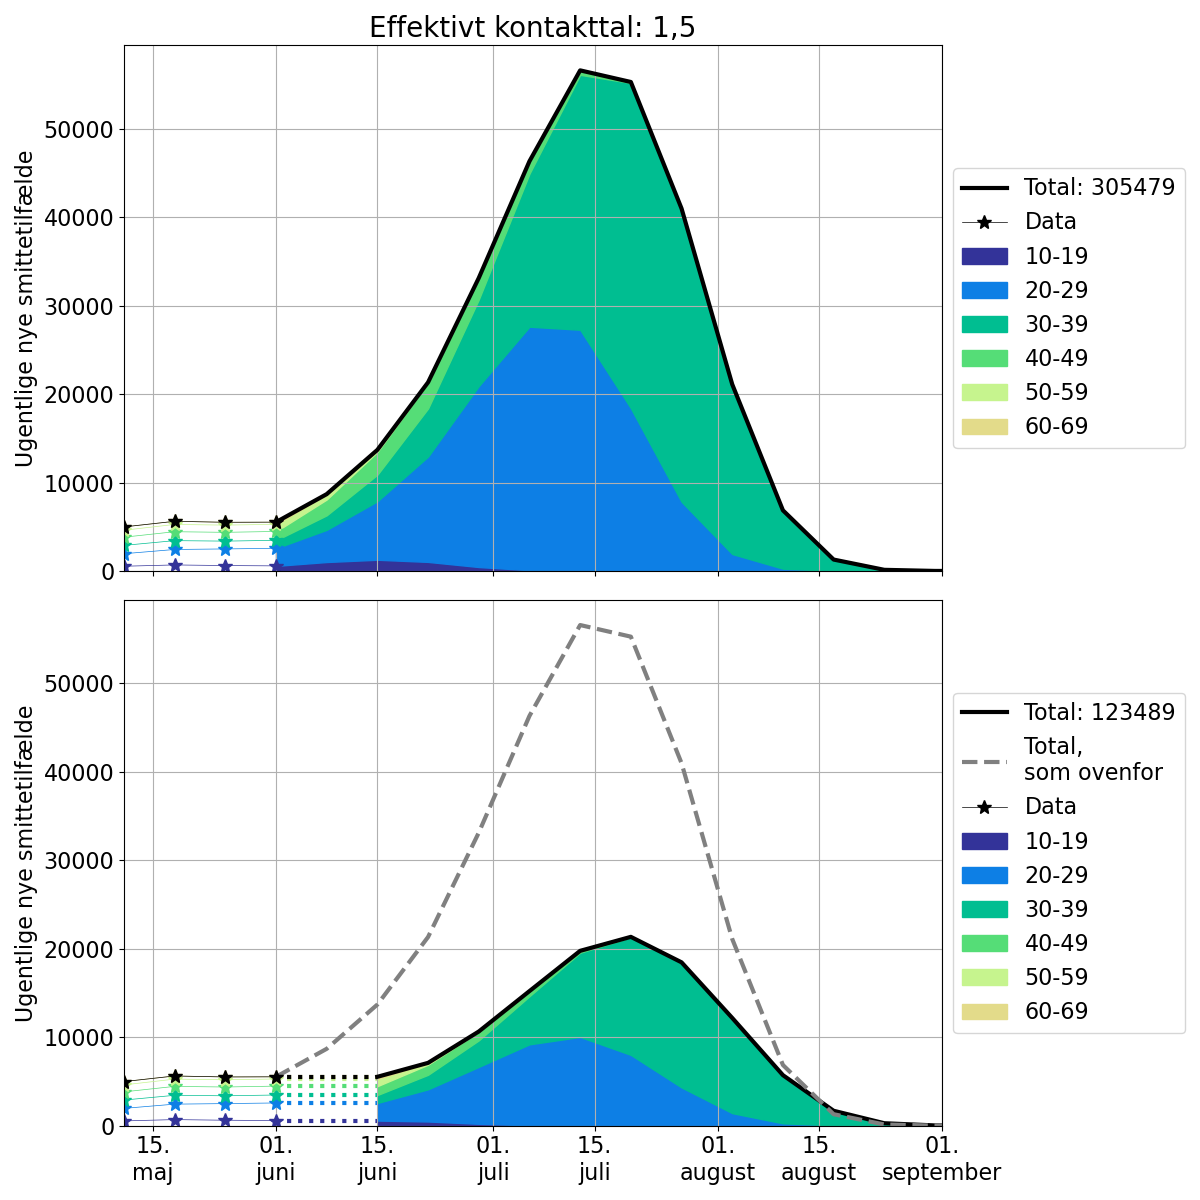 Effektivt kontakttal: 1,5
Ugentlige nye smittetilfælde
50000
40000
30000
20000
10000
0
Total: 305479
Data
10-19
20-29
30-39
40-49
50-59
60-69
Ugentlige nye smittetilfælde
50000
40000
30000
20000
10000
0
15.
maj
01.
juni
15.
juni
01.
juli
15.
juli
01.
august
15.
august
01.
september
Total: 123489
Total,
som ovenfor
Data
10-19
20-29
30-39
40-49
50-59
60-69